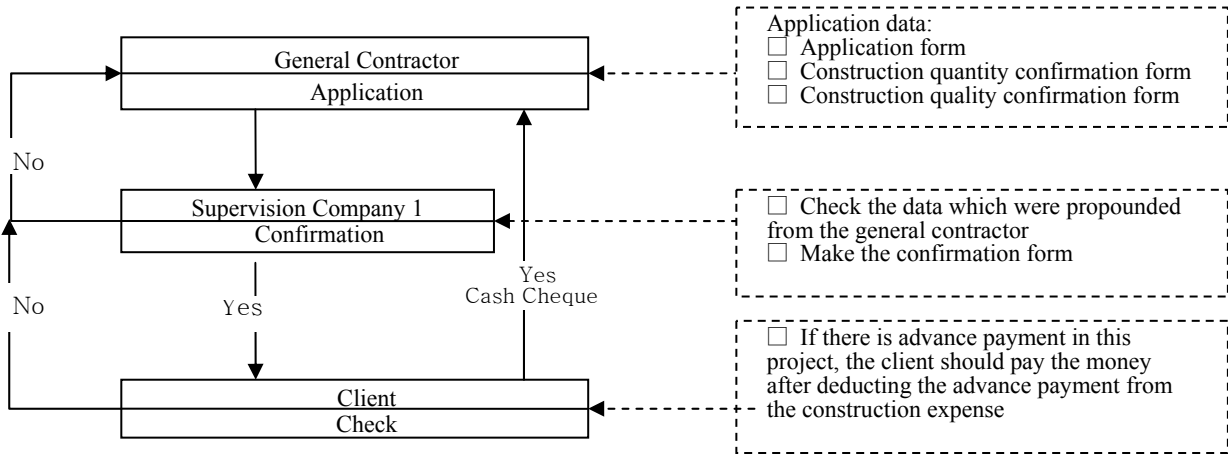 General Contractor
Application
Application data:
□ Application form
□ Construction quantity confirmation form
□ Construction quality confirmation form
No
Supervision Company 1
Confirmation
□ Check the data which were propounded
from the general contractor
□ Make the confirmation form
No
Yes
Yes
Cash Cheque
□ If there is advance payment in this
project, the client should pay the money
after deducting the advance payment from
the construction expense
Client
Check